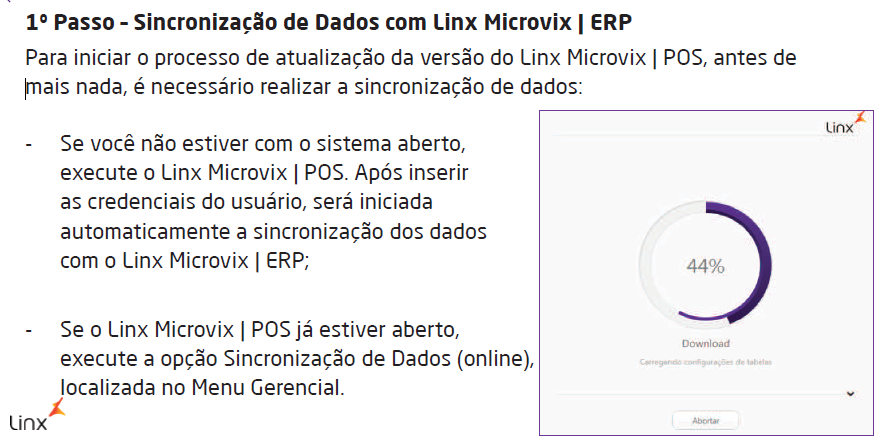 1º Passo – Sincronização de Dados com Linx Microvix | ERP
Para iniciar o processo de atualização da versão do Linx Microvix | POS, antes de
mais nada, é necessário realizar a sincronização de dados:
- Se você não estiver com o sistema aberto,
execute o Linx Microvix | POS. Após inserir
as credenciais do usuário, será iniciada
automaticamente a sincronização dos dados
com o Linx Microvix | ERP;
- Se o Linx Microvix | POS já estiver aberto,
execute a opção Sincronização de Dados (online),
localizada no Menu Gerencial.
Linx
Linx
44%
Download
Carregando configurações de tabelas
Abortar